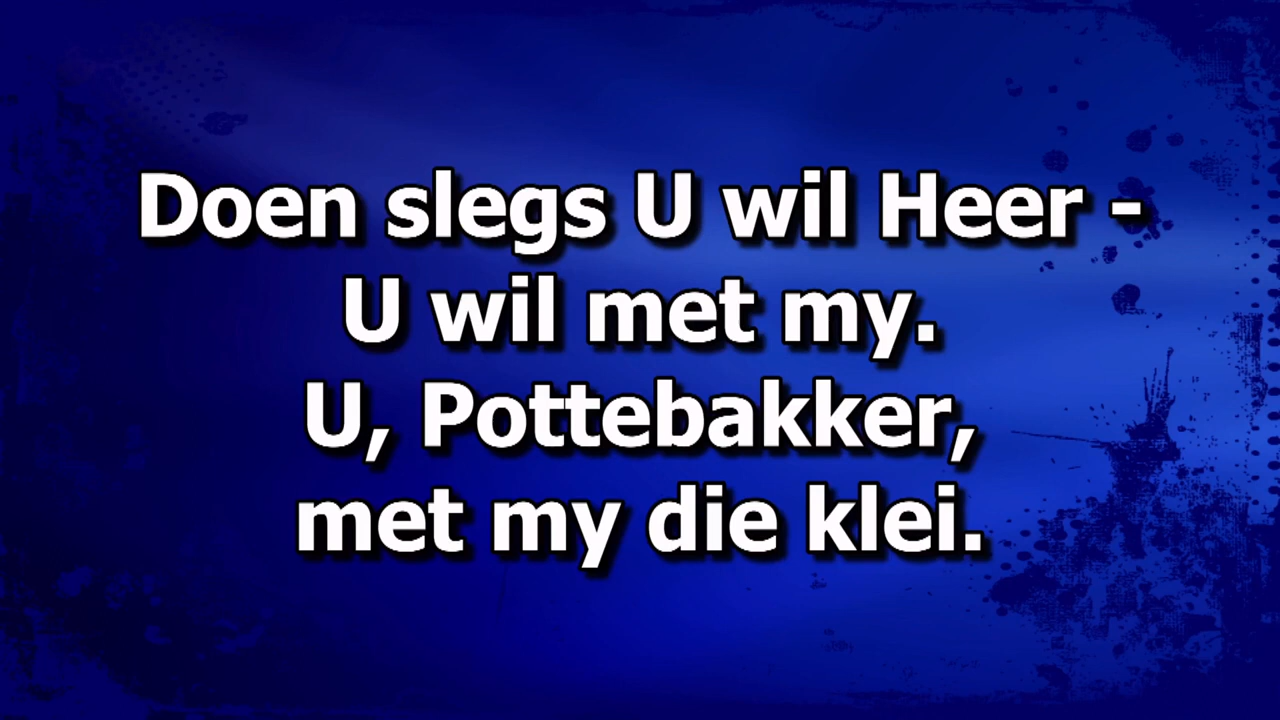 Doen slegs U wil Heer -
U wil met my.
U, Pottebakker,
met my die klei.